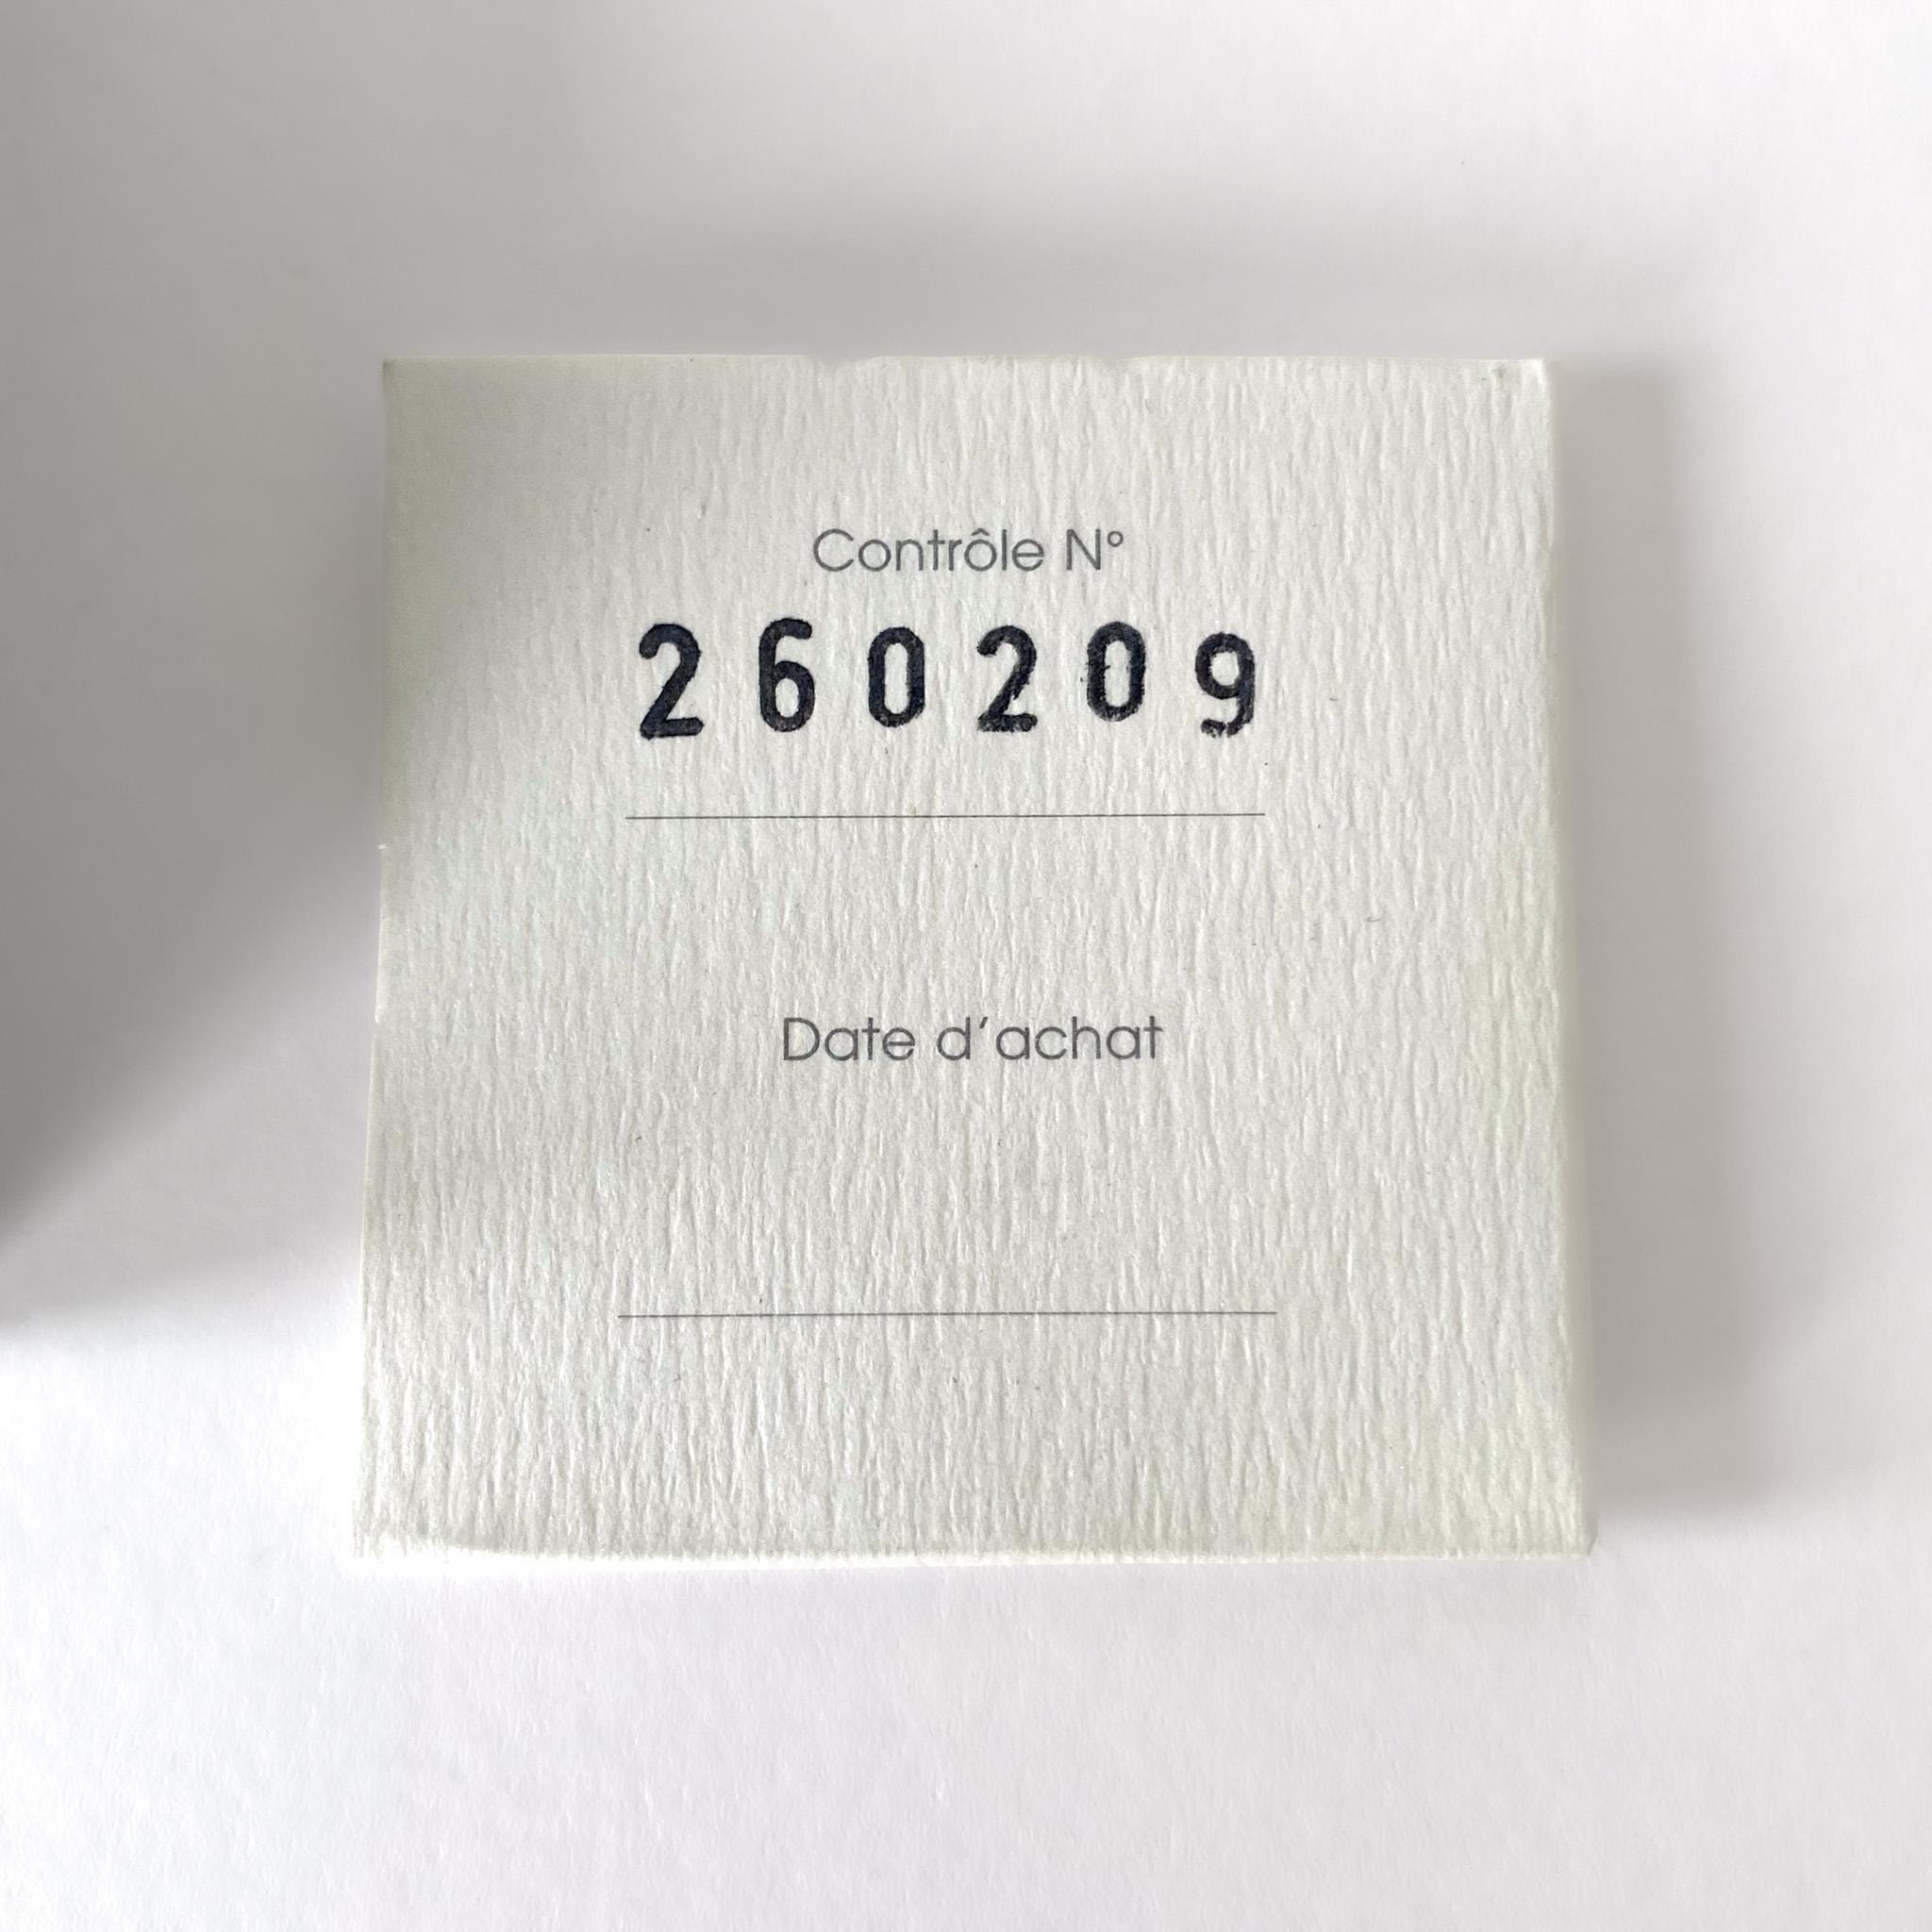 Contrôle N°
260209
Date d'achat